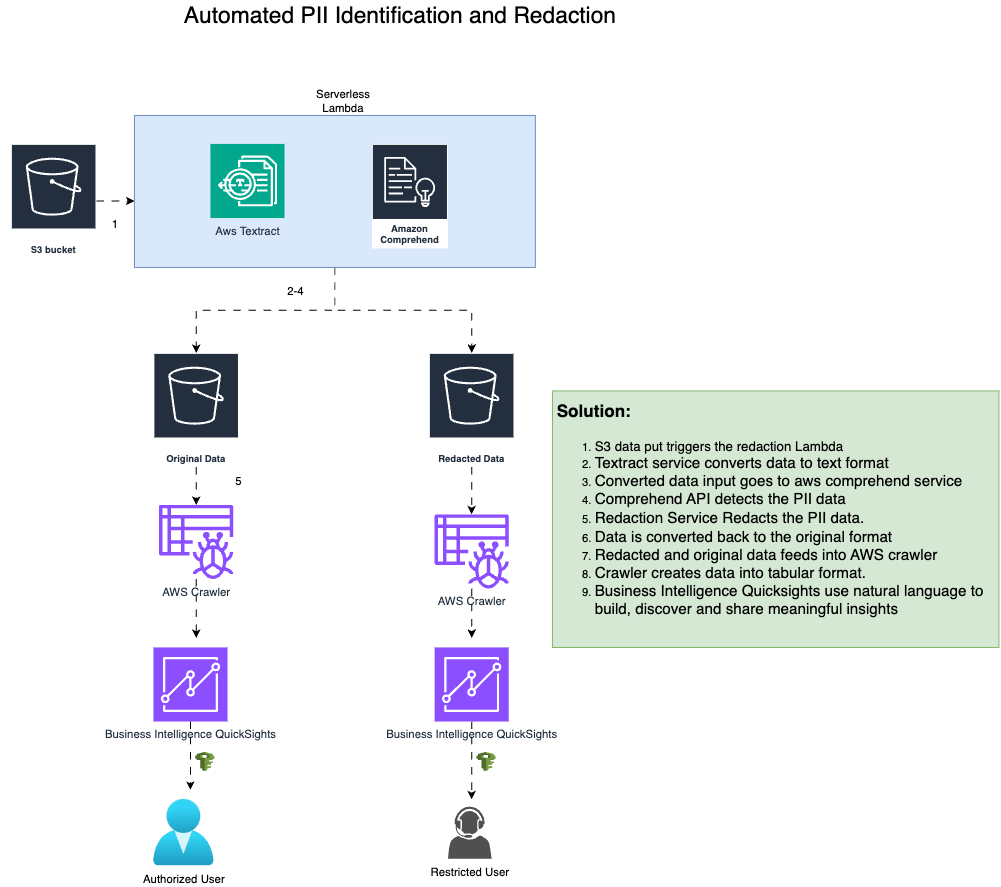 Automated PII Identification and Redaction
Serverless
Lambda
Aws Textract
Amazon
Comprehend
1
S3 bucket
2-4
Original Data
Redacted Data
5
AWS Crawler
AWS Crawler
Business Intelligence QuickSights
Business Intelligence QuickSights
Authorized User
Restricted User
Solution:
1. S3 data put triggers the redaction Lambda
2. Textract service converts data to text format
3. Converted data input goes to aws comprehend service
4. Comprehend API detects the PII data
5. Redaction Service Redacts the PII data.
6. Data is converted back to the original format
7. Redacted and original data feeds into AWS crawler
8. Crawler creates data into tabular format.
9. Business Intelligence Quicksights use natural language to
build, discover and share meaningful insights